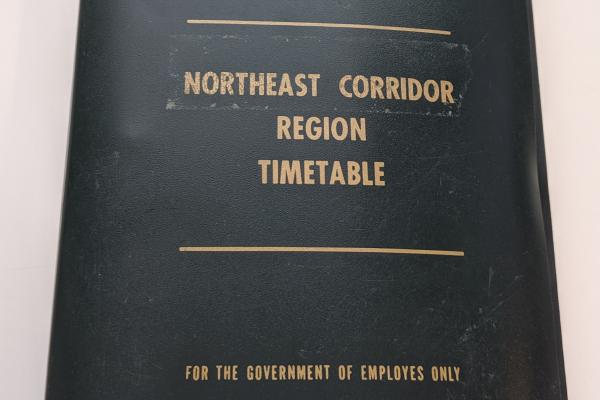 NORTHEAST CORRIDOR
REGION
TIMETABLE
FOR THE GOVERNMENT OF EMPLOYES ONLY